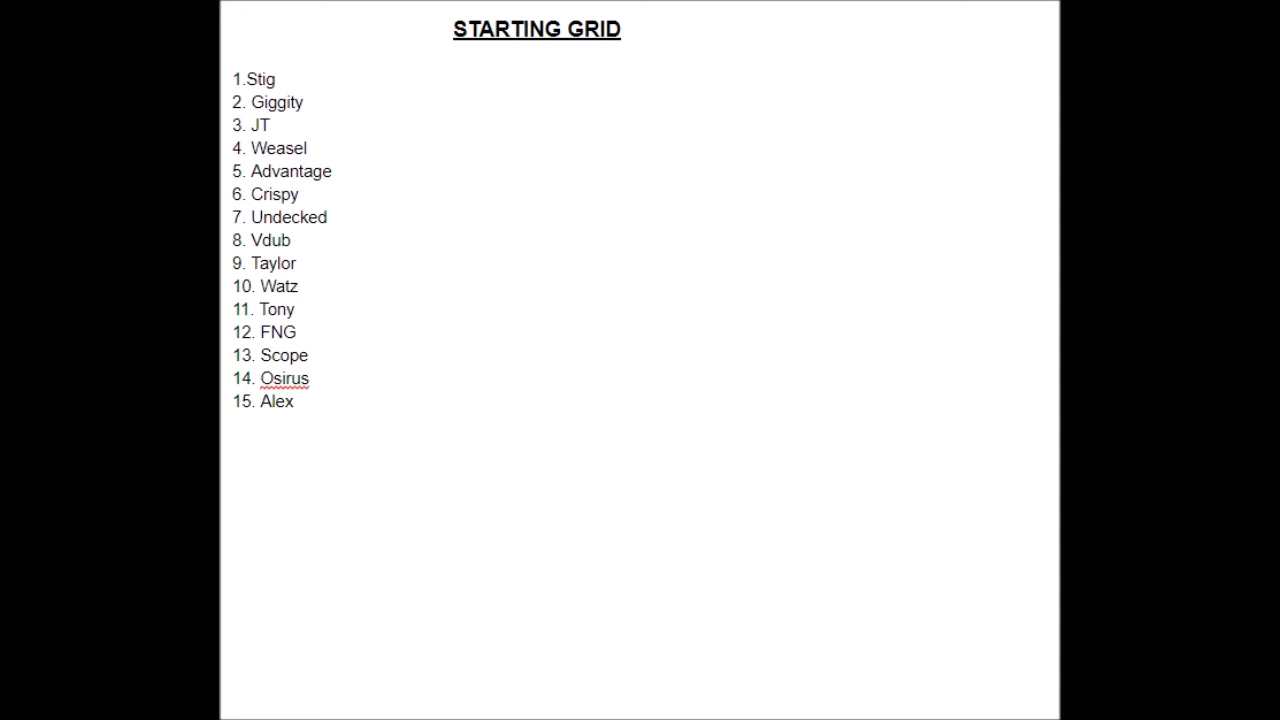 STARTING GRID
1.Stig
2. Giggity
3. JT
4. Weasel
5. Advantage
6. Crispy
7. Undecked
8. Vdub
9. Taylor
10. Watz
11. Tony
12. FNG
13. Scope
14. Osirus
15. Alex